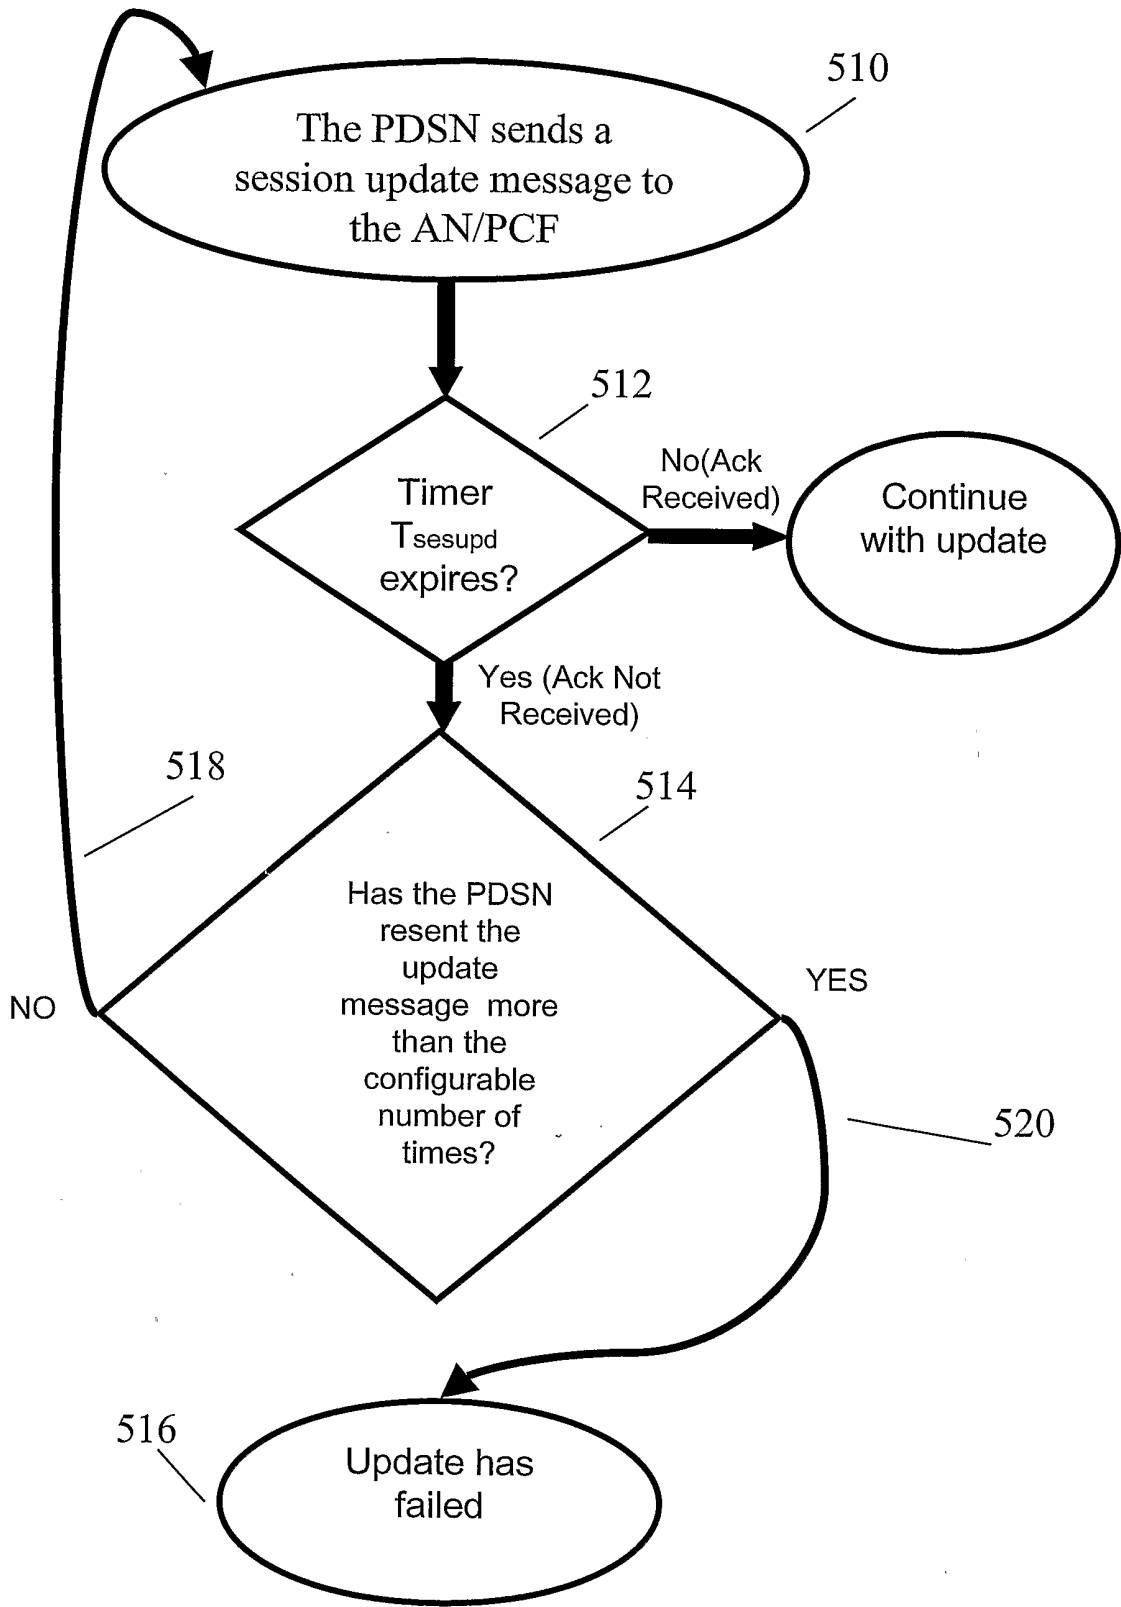 510
The PDSN sends a
session update message to
the AN/PCF
512
No(Ack
Received)
Timer
Tsesupd
expires?
Continue
with update
Yes (Ack Not
Received)
518
514
Has the PDSN
resent the
update
message more
than the
configurable
number of
times?
NO
YES
520
516
Update has
failed